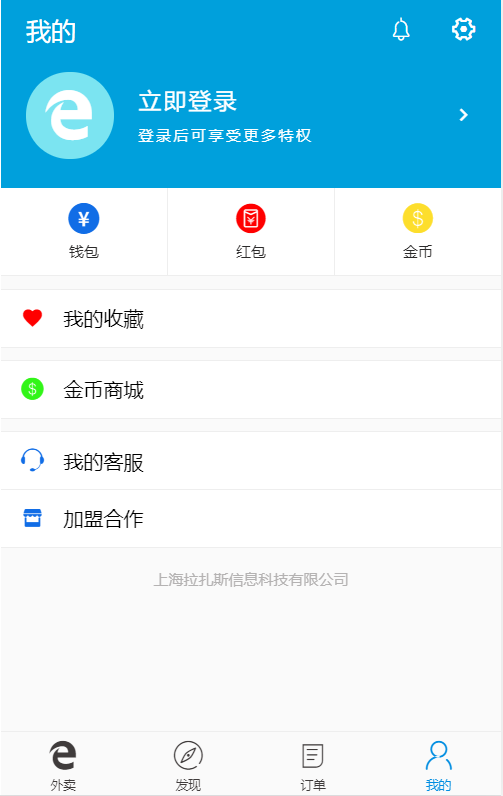 我的
立即登录
登录后可享受更多特权
钱包
红包
金币
我的收藏
金币商城
我的客服
加盟合作
上海拉扎斯信息科技有限公司
外卖
发现
订单
我的